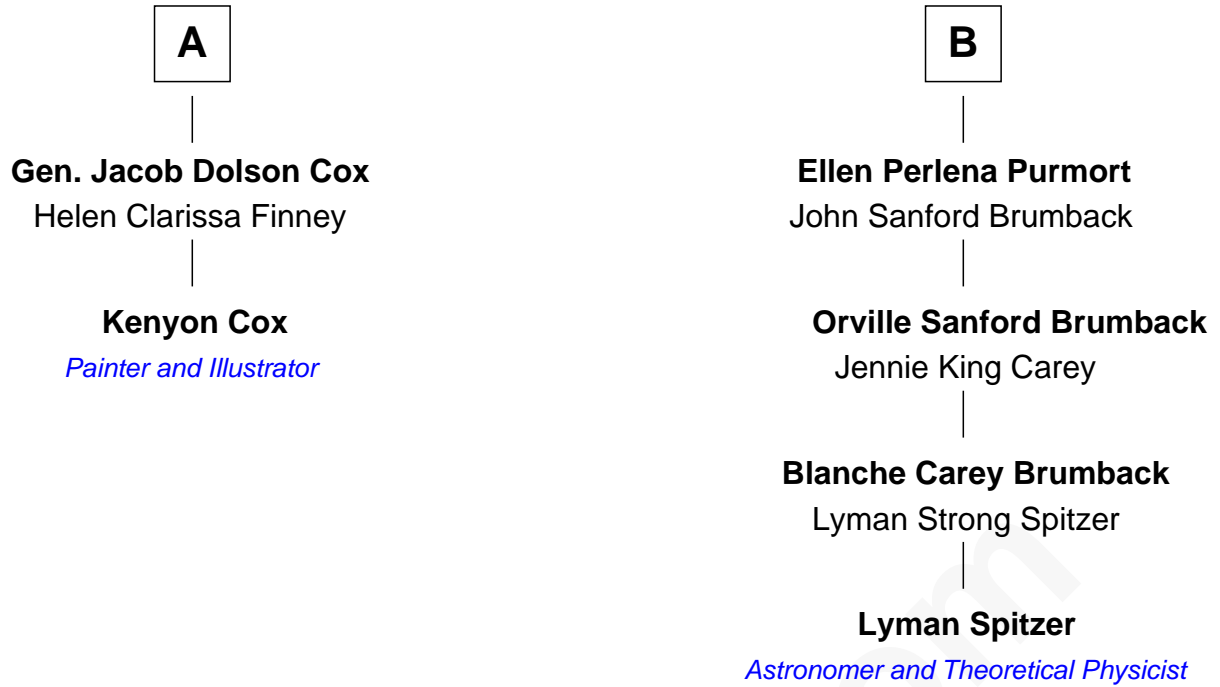 A
Gen. Jacob Dolson Cox
Helen Clarissa Finney
Kenyon Cox
Painter and Illustrator
B
Ellen Perlena Purmort
John Sanford Brumback
Orville Sanford Brumback
Jennie King Carey
Blanche Carey Brumback
Lyman Strong Spitzer
Lyman Spitzer
Astronomer and Theoretical Physicist